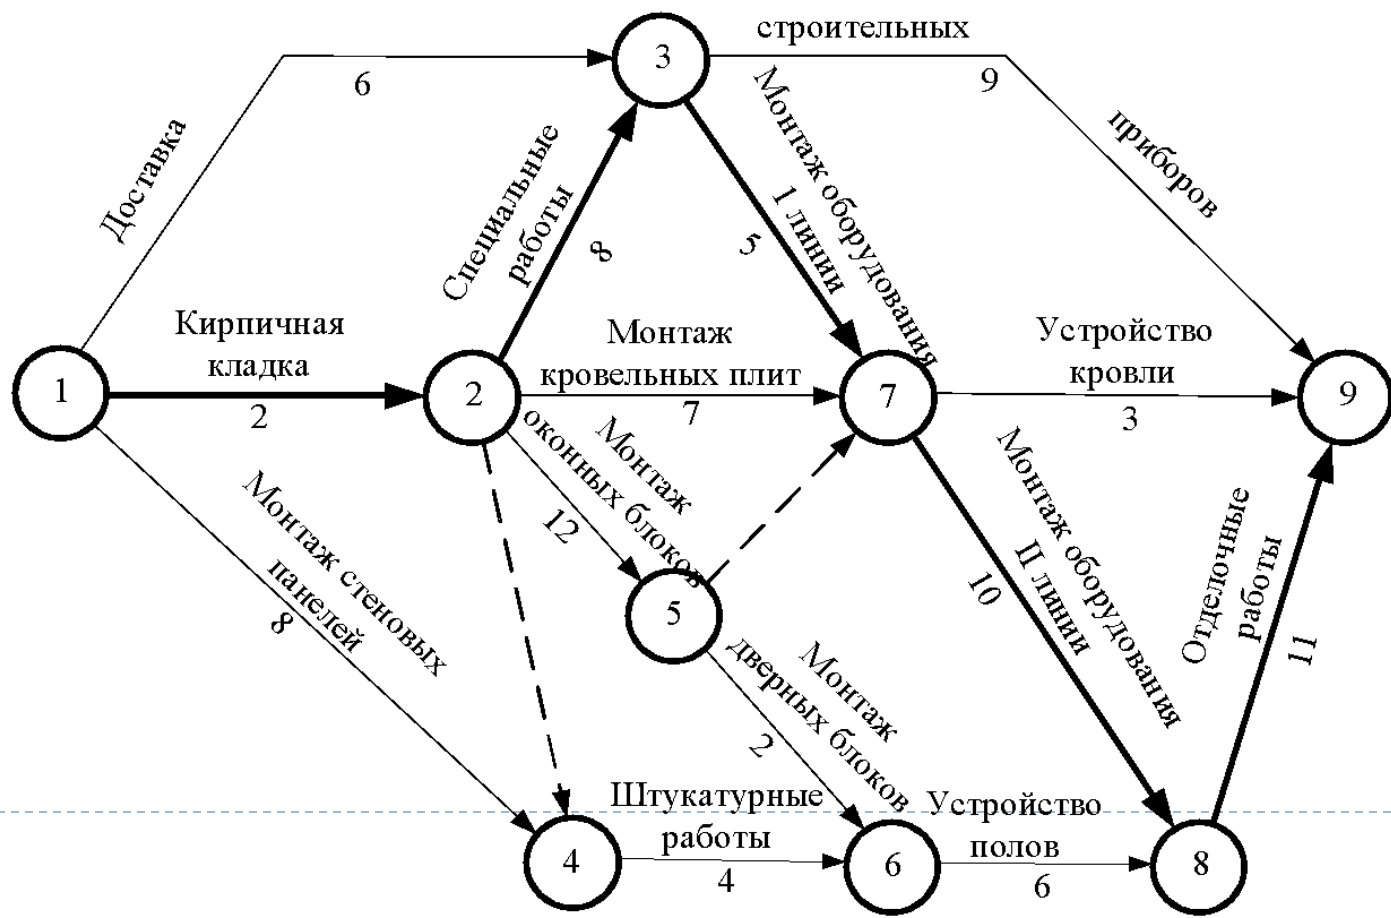 строительных
3
6
9
Доставка
Монтаж оборудования
I линии
5
приборов
Специальные
работы
8
Кирпичная
кладка
2
1
2
Монтаж
кровельных плит
7
7
Устройство
кровли
3
9
Монтаж
оконных блоков
12
Монтаж стеновых
панелей
8
5
Монтаж оборудования
II линии
10
Отделочные
работы
11
Монтаж
дверных блоков
2
Штукатурные
работы
4
4
6
Устройство
полов
6
8